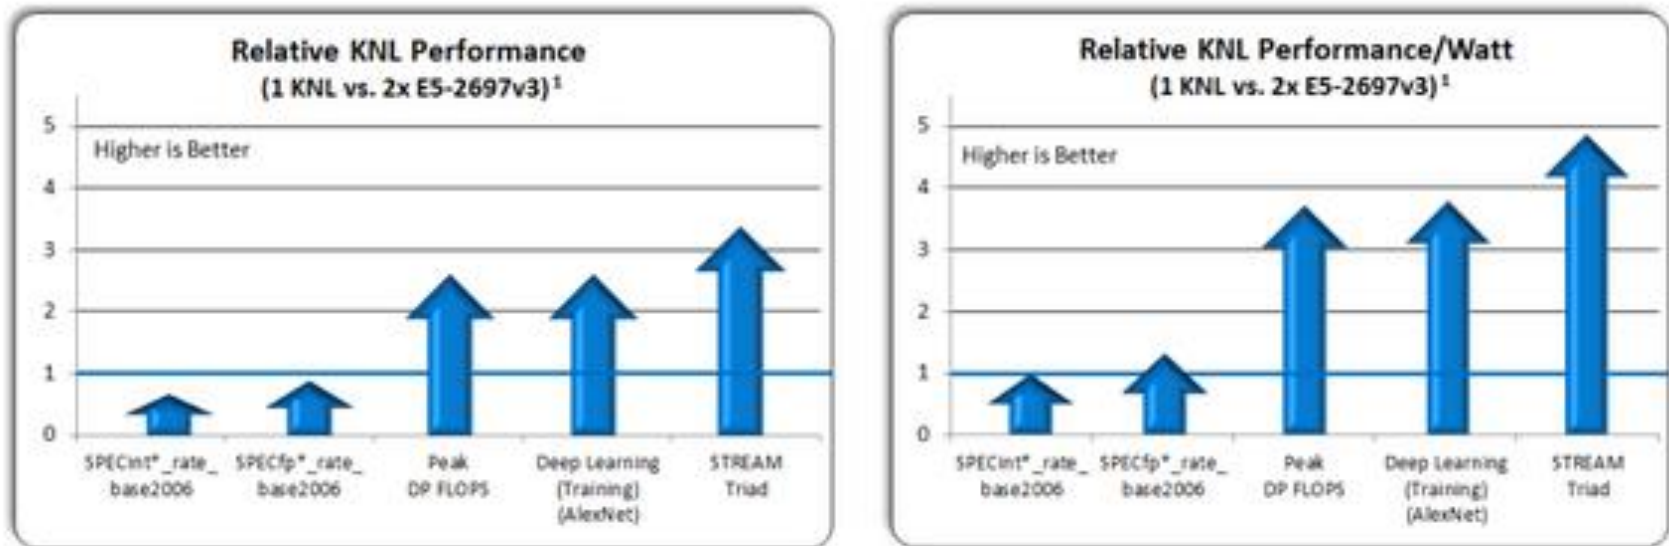 Relative KNL Performance
(1 KNL vs. 2x E5-2697v3)¹
5
Higher is Better
4
3
2
1
0
SPECint*_rate_ SPECfp*_rate_ Peak Deep Learning STREAM
base2006 base2006 DP FLOPS (Training) Triad
(AlexNet)
Relative KNL Performance/Watt
(1 KNL vs. 2x E5-2697v3)¹
5
Higher is Better
4
3
2
1
0
SPECint*_rate_ SPECfp*_rate_ Peak Deep Learning STREAM
base2006 base2006 DP FLOPS (Training) Triad
(AlexNet)